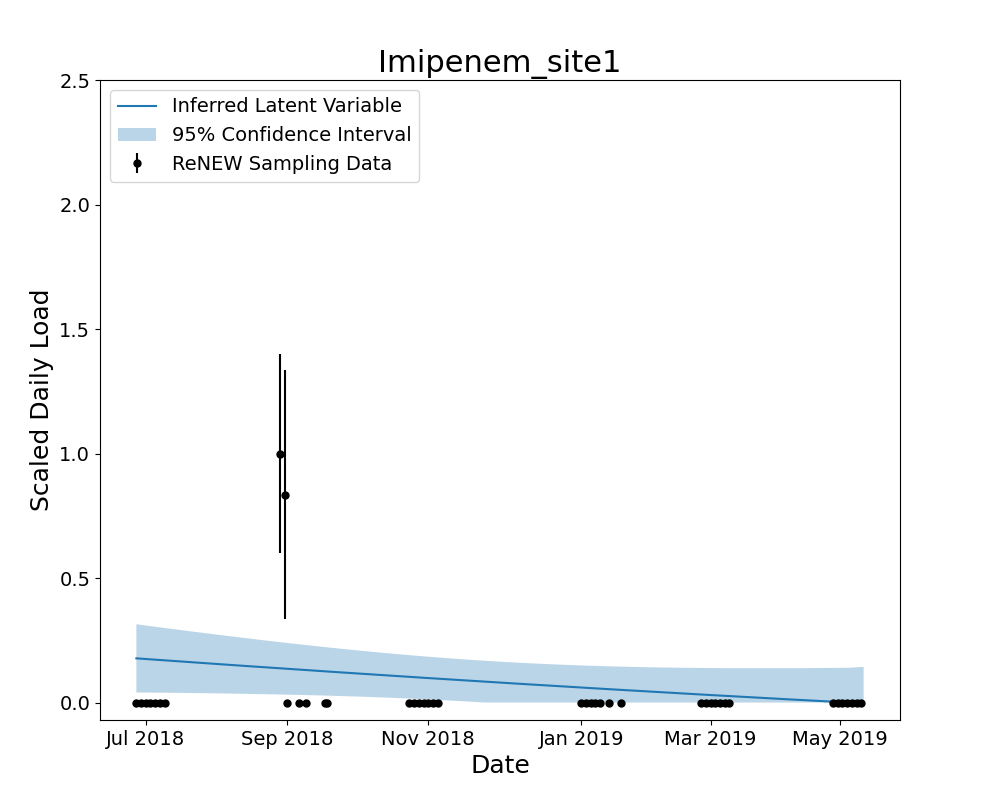 Imipenem_site1
Inferred Latent Variable
95% Confidence Interval
ReNEW Sampling Data
Scaled Daily Load
2.5
2.0
1.5
1.0
0.5
0.0
Jul 2018 Sep 2018 Nov 2018 Jan 2019 Mar 2019 May 2019
Date